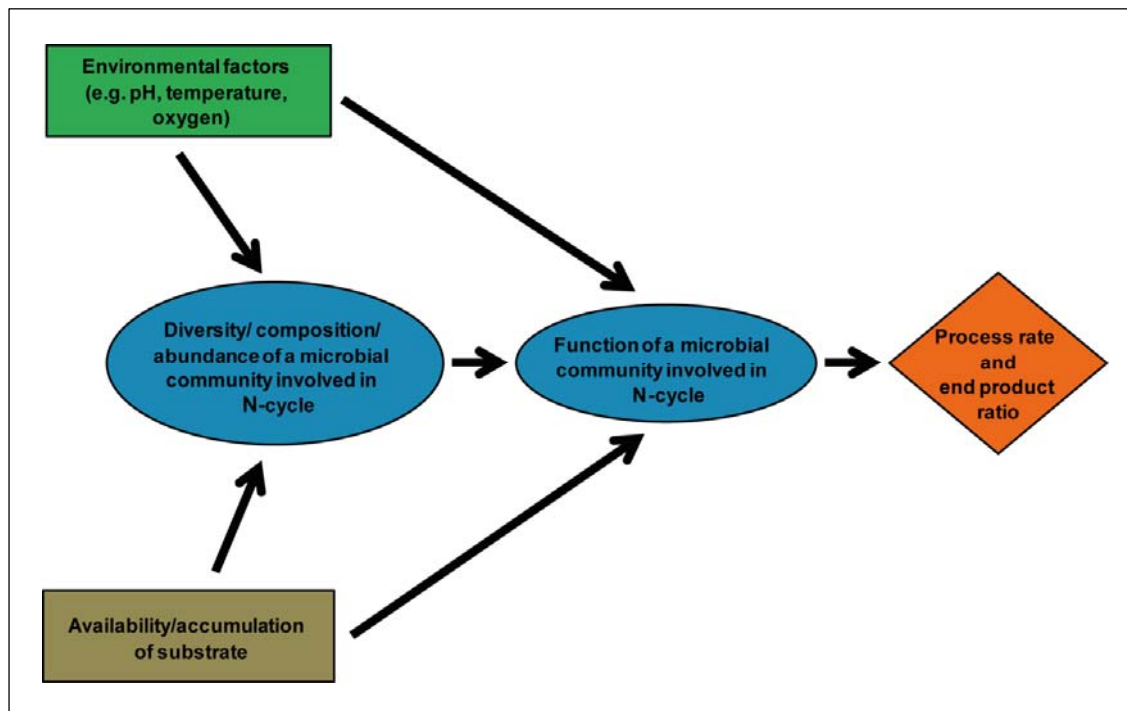 Environmental factors
(e.g. pH, temperature,
oxygen)
Diversity/ composition/
abundance of a microbial
community involved in
N-cycle
Function of a microbial
community involved in
N-cycle
Process rate
and
end product
ratio
Availability/accumulation
of substrate